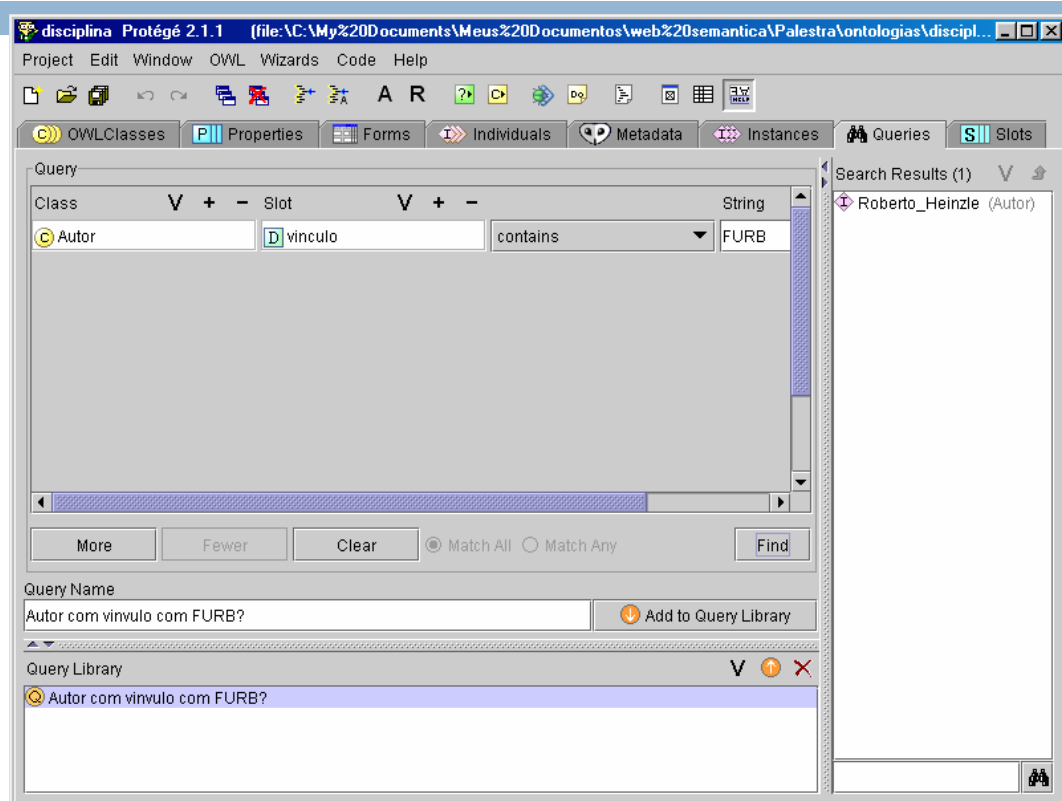 disciplina Protégé 2.1.1 (file:\C:\My%20Documents\Meus%20Documentos\web%20semantica\Palestra\ontologias\discipl...
Project Edit Window OWL Wizards Code Help
OWLClasses Properties Forms Individuals Metadata Instances Queries Slots
Query
Class V + - Slot V + - String
C Autor D vinculo contains FURB
More Fewer Clear Match All Match Any Find
Query Name
Autor com vinvulo com FURB? Add to Query Library
Query Library V
Q Autor com vinvulo com FURB?
Search Results (1) V
Roberto_Heinzle (Autor)